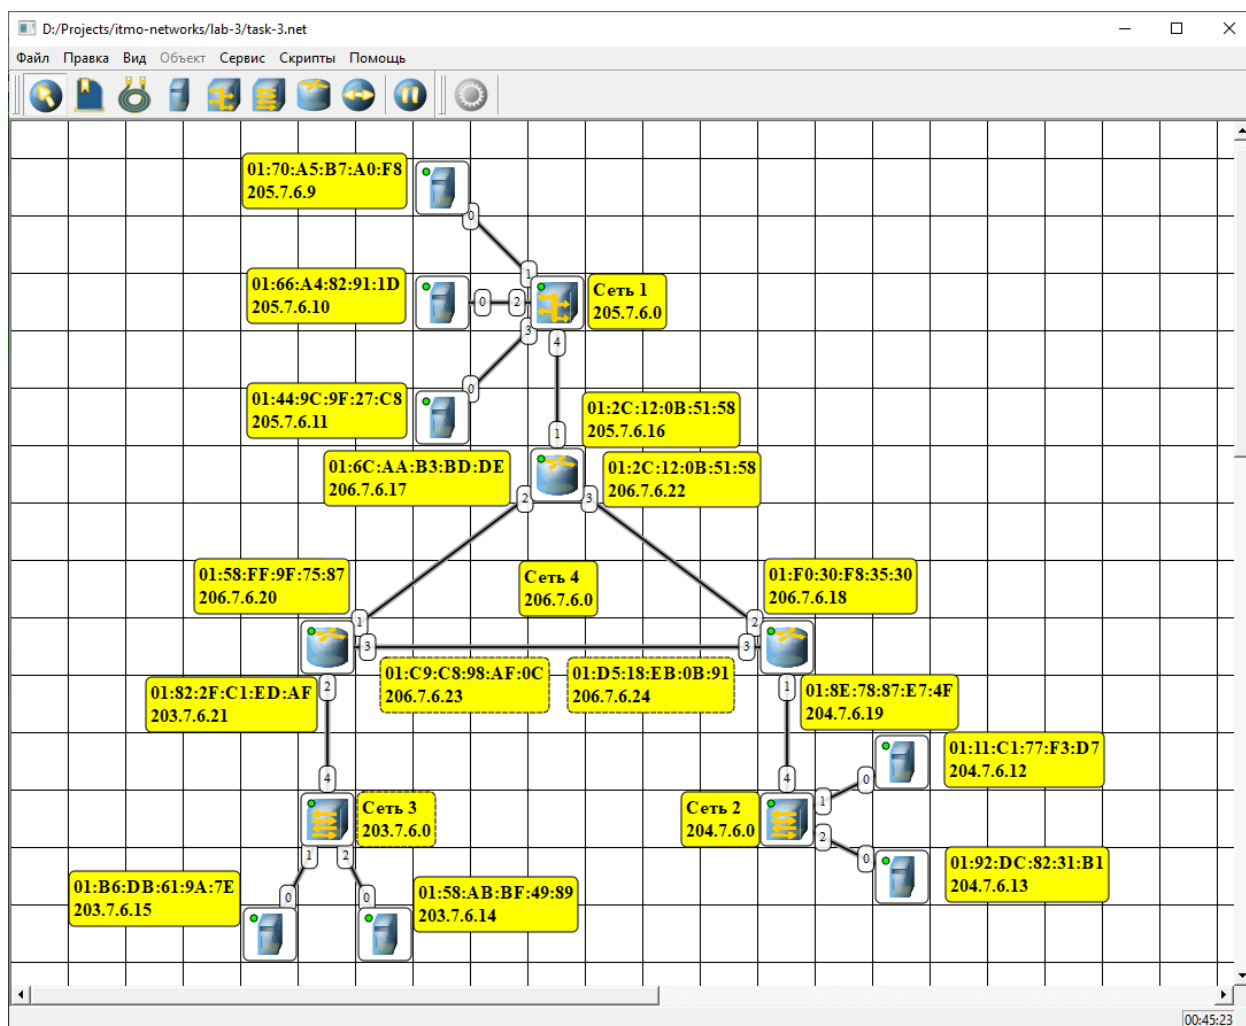 D:/Projects/itmo-networks/lab-3/task-3.net
Файл Правка Вид Объект Сервис Скрипты Помощь
01:70:A5:B7:A0:F8
205.7.6.9
0
1
01:66:A4:82:91:1D
205.7.6.10
0
2
Сеть 1
205.7.6.0
3
4
0
01:44:9C:9F:27:C8
205.7.6.11
01:2C:12:0B:51:58
205.7.6.16
1
01:6C:AA:B3:BD:DE
206.7.6.17
01:2C:12:0B:51:58
206.7.6.22
2
3
01:58:FF:9F:75:87
206.7.6.20
Сеть 4
206.7.6.0
01:F0:30:F8:35:30
206.7.6.18
1
2
3
3
01:C9:C8:98:AF:0C
206.7.6.23
01:D5:18:EB:0B:91
206.7.6.24
01:82:2F:C1:ED:AF
203.7.6.21
2
1
01:8E:78:87:E7:4F
204.7.6.19
01:11:C1:77:F3:D7
204.7.6.12
4
4
0
Сеть 3
203.7.6.0
Сеть 2
204.7.6.0
1
2
1
2
0
01:92:DC:82:31:B1
204.7.6.13
01:B6:DB:61:9A:7E
203.7.6.15
0
0
01:58:AB:BF:49:89
203.7.6.14
00:45:23